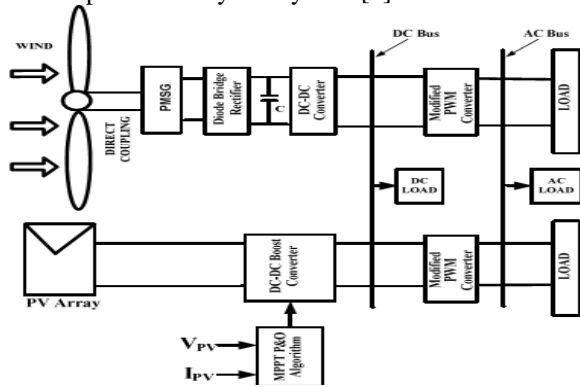 DC Bus
AC Bus
WIND
DIRECT
COUPLING
PMSG
Diode Bridge
Rectifier
C
DC-DC
Converter
Modified
PWM
Converter
LOAD
DC
LOAD
AC
LOAD
PV Array
DC-DC Boost
Converter
Modified
PWM
Converter
LOAD
VPV
IPV
MPPT P&O
Algorithm